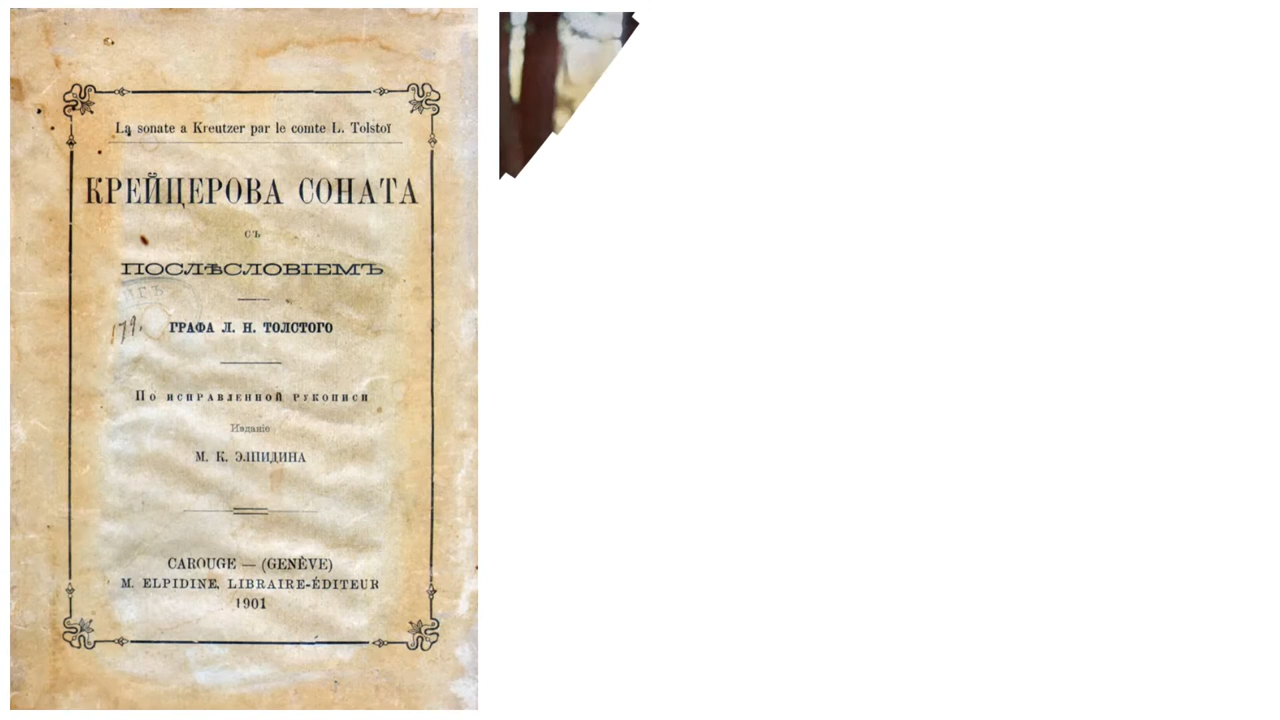 La sonate a Kreutzer par le comte L. Tolstoï
КРЕЙЦЕРОВА СОНАТА
СЪ
ПОСЛѢСЛОВІЕМЪ
ГРАФА Л. Н. ТОЛСТОГО
179.
По исправленной рукописи
Изданіе
М. К. ЭЛПИДИНА
CAROUGE — (GENÈVE)
M. ELPIDINE, LIBRAIRE-ÉDITEUR
1901